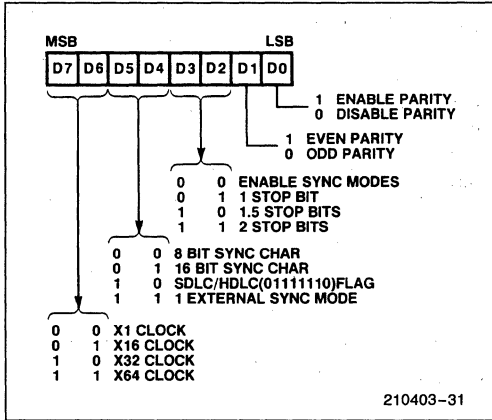 MSB LSB
D7 D6 D5 D4 D3 D2 D1 D0
1 ENABLE PARITY
0 DISABLE PARITY
1 EVEN PARITY
0 ODD PARITY
0 0 ENABLE SYNC MODES
0 1 1 STOP BIT
1 0 1.5 STOP BITS
1 1 2 STOP BITS
0 0 8 BIT SYNC CHAR
0 1 16 BIT SYNC CHAR
1 0 SDLC/HDLC(01111110)FLAG
1 1 1 EXTERNAL SYNC MODE
0 0 X1 CLOCK
0 1 X16 CLOCK
1 0 X32 CLOCK
1 1 X64 CLOCK
210403-31